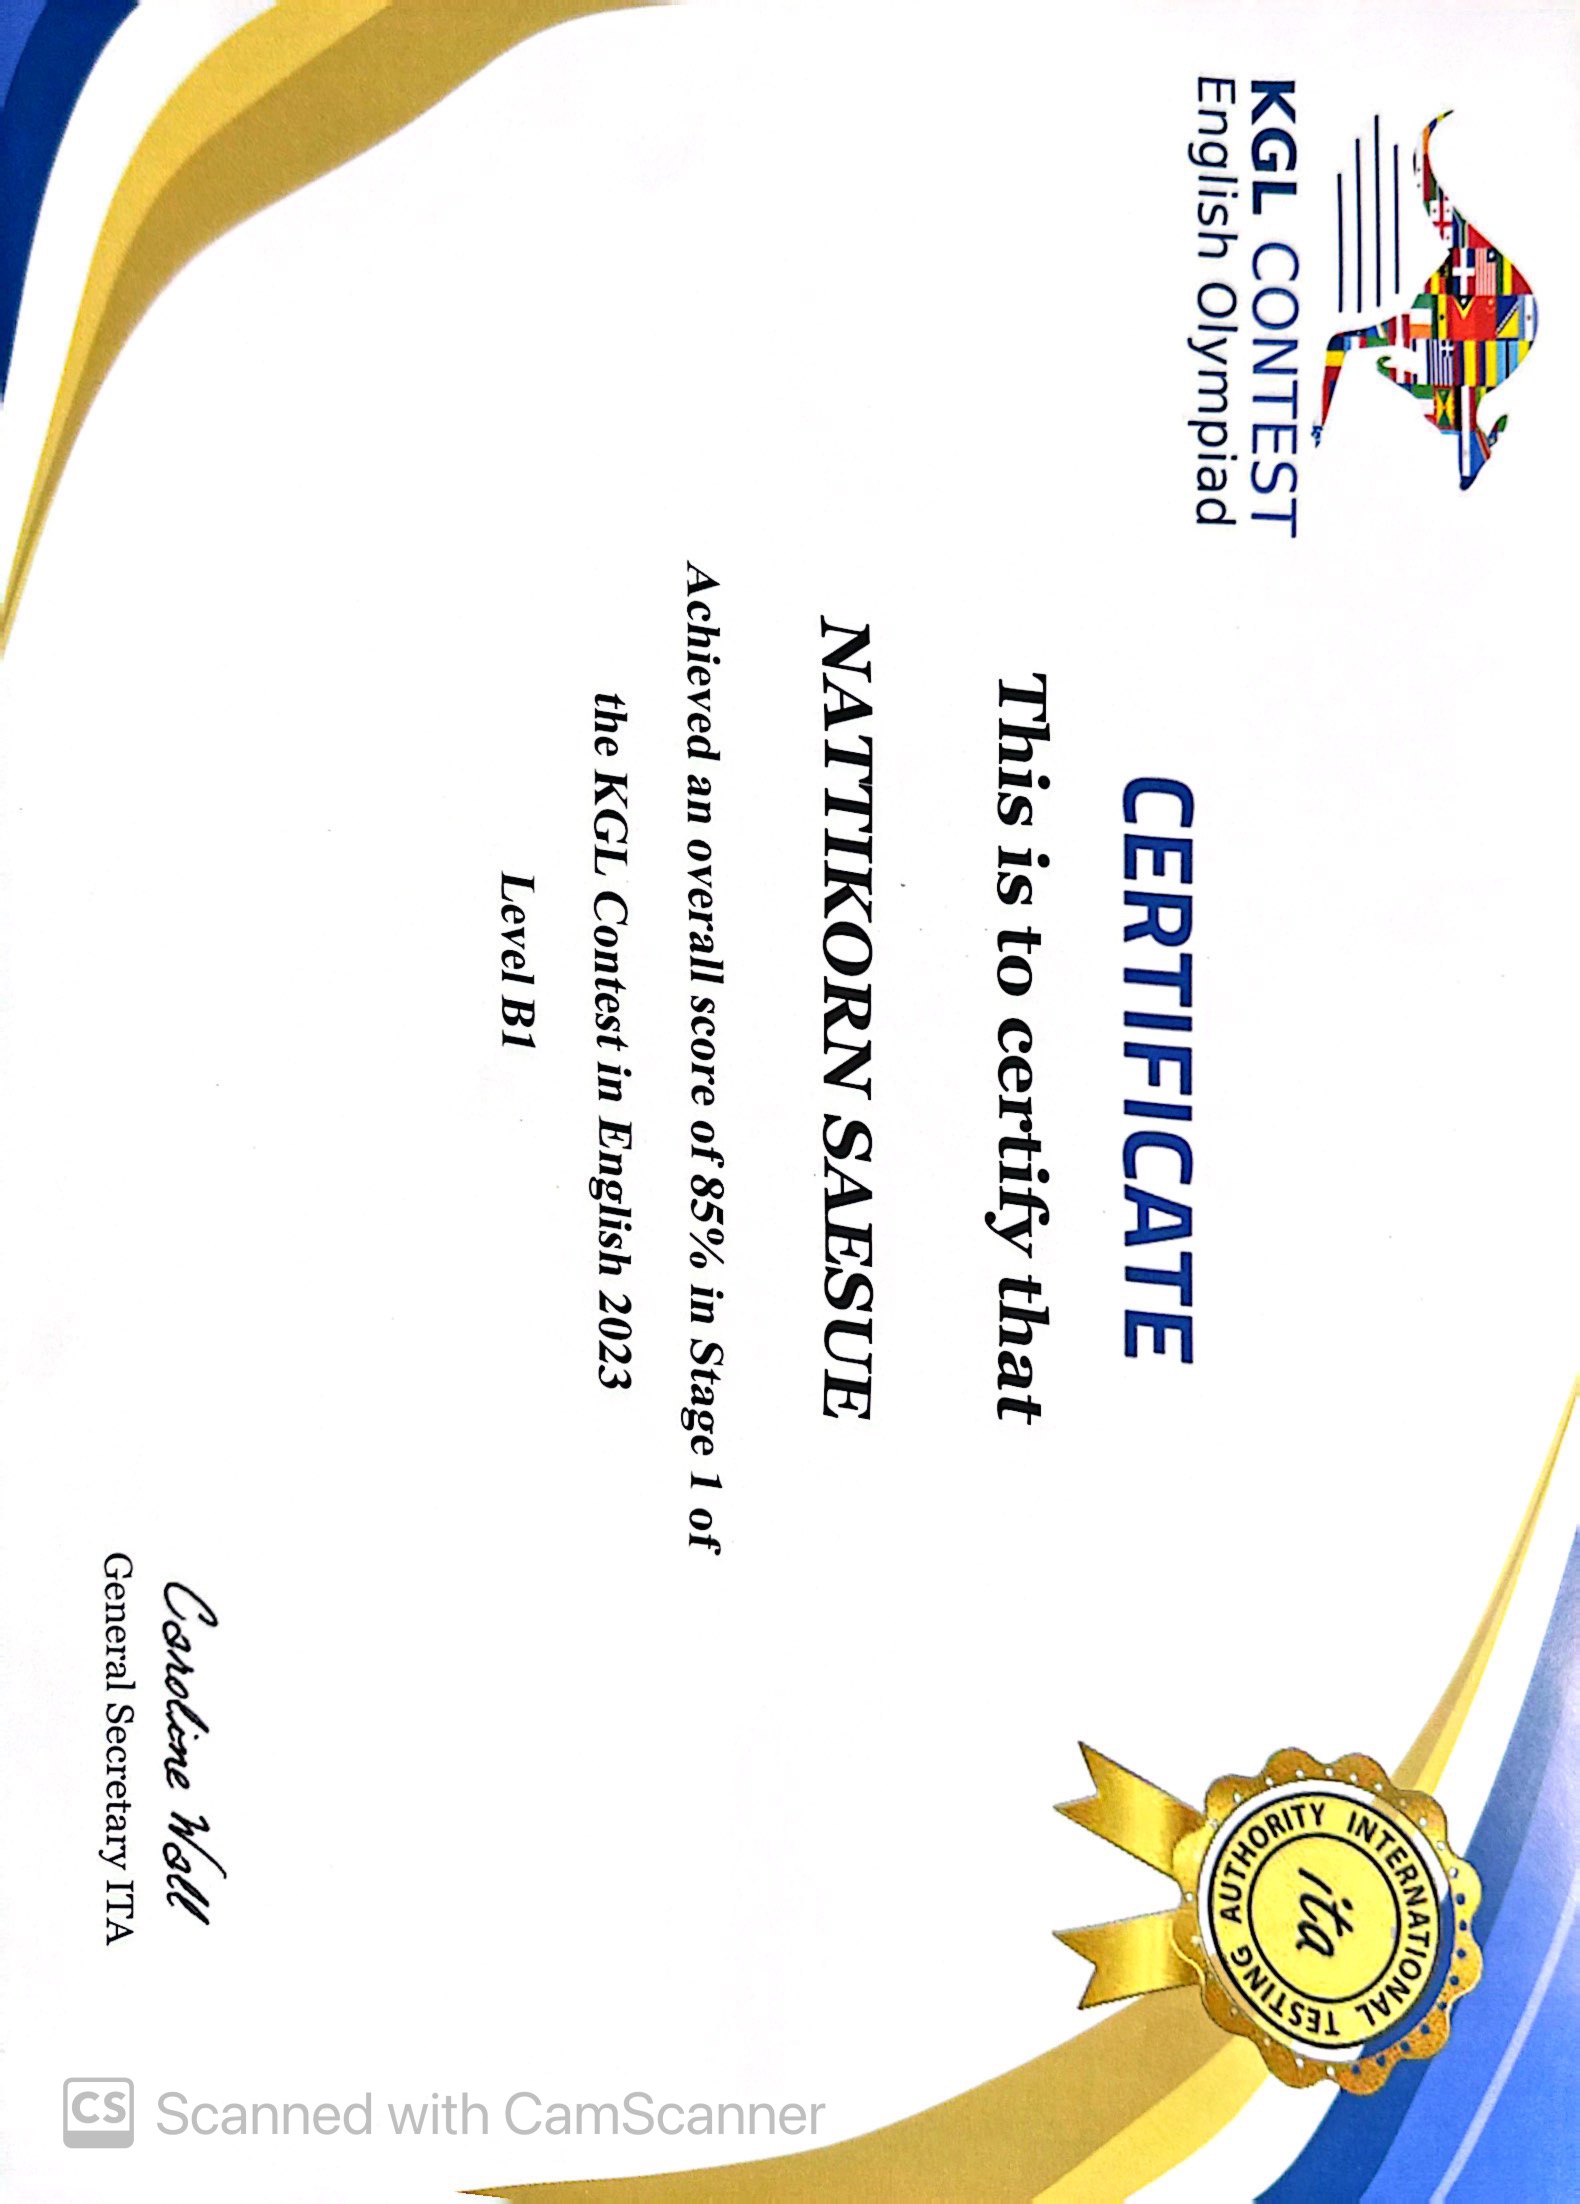 KGL CONTEST
English Olympiad
INTERNATIONAL TESTING AUTHORITY
ita
CERTIFICATE
This is to certify that
NATTIKORN SAESUE
Achieved an overall score of 85% in Stage 1 of
the KGL Contest in English 2023
Level B1
Caroline Wall
General Secretary ITA
CS Scanned with CamScanner